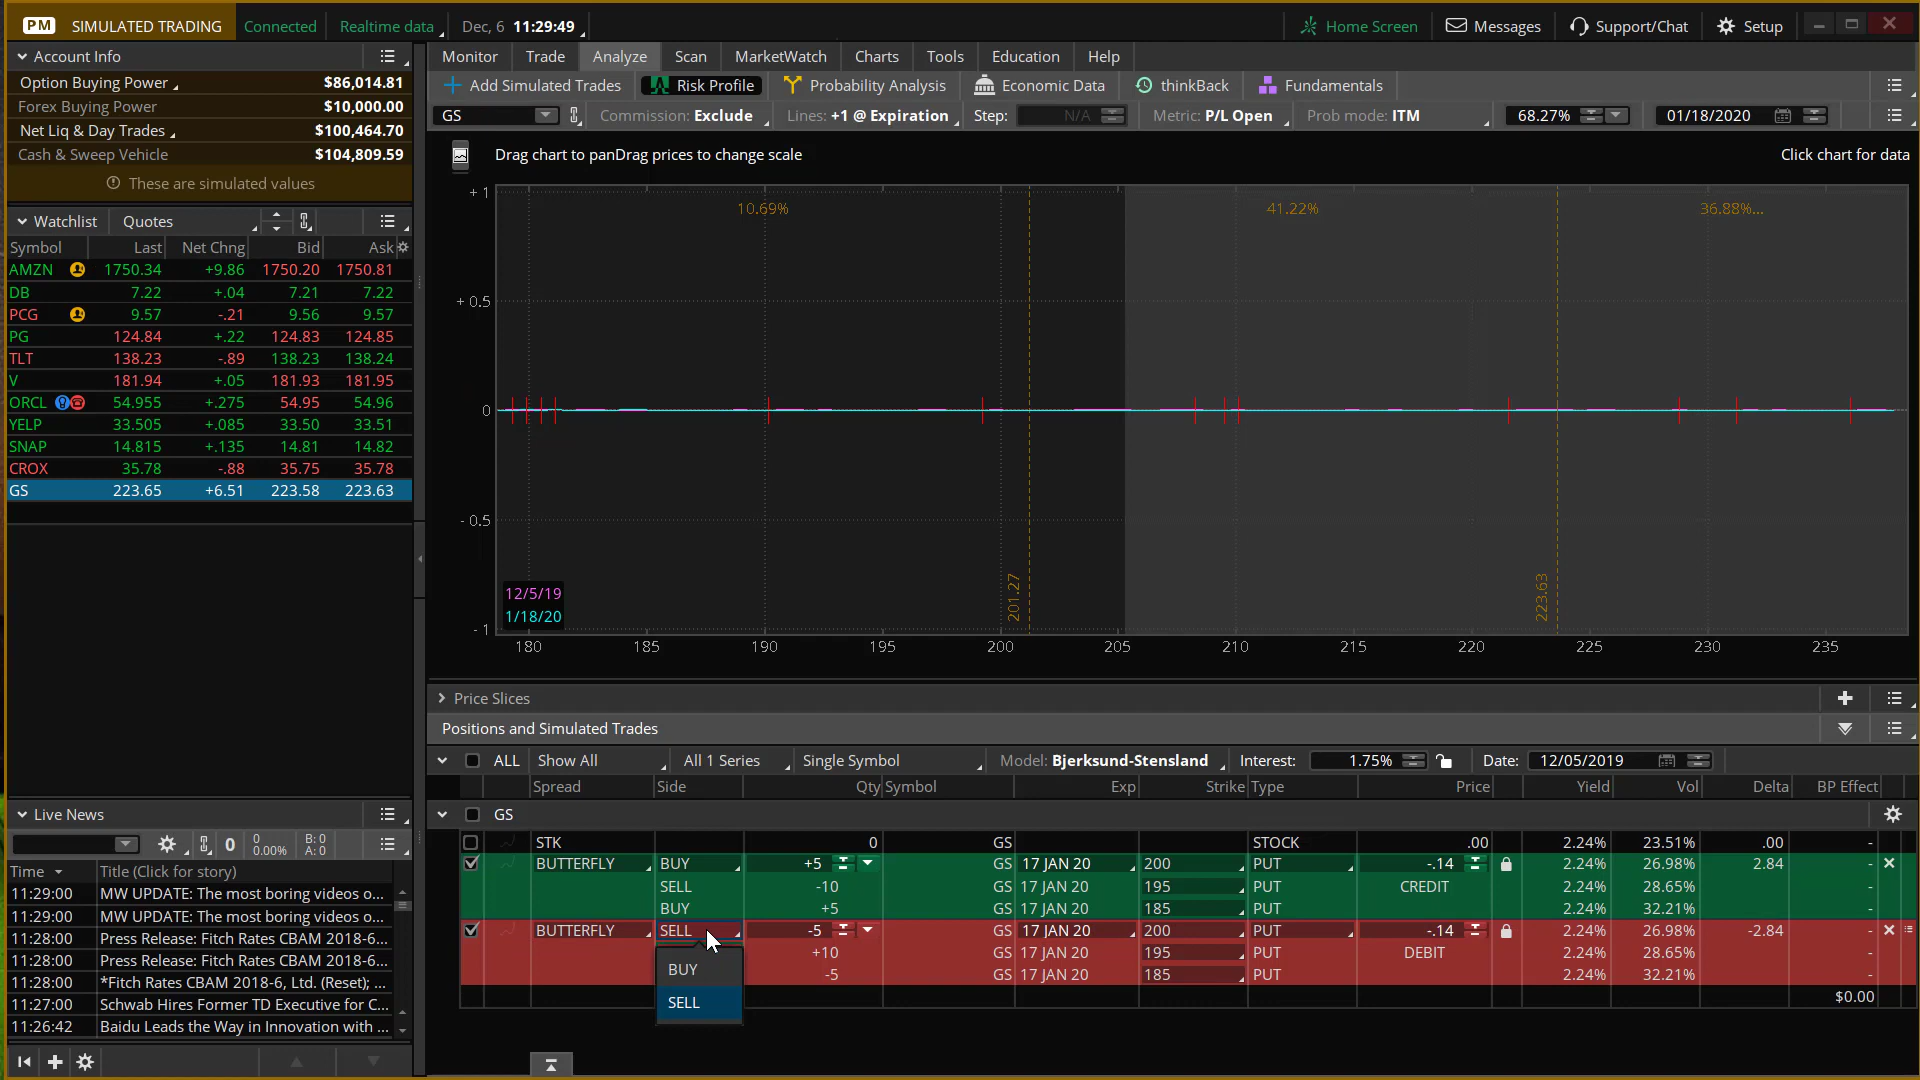 PM SIMULATED TRADING Connected Realtime data Dec, 6 11:29:49 Home Screen Messages Support/Chat Setup
Account Info
Option Buying Power $86,014.81
Forex Buying Power $10,000.00
Net Liq & Day Trades $100,464.70
Cash & Sweep Vehicle $104,809.59
These are simulated values
Watchlist Quotes
Symbol Last Net Chng Bid Ask
AMZN 1750.34 +9.86 1750.20 1750.81
DB 7.22 +.04 7.21 7.22
PCG 9.57 -.21 9.56 9.57
PG 124.84 +.22 124.83 124.85
TLT 138.23 -.89 138.23 138.24
V 181.94 +.05 181.93 181.95
ORCL 54.955 +.275 54.95 54.96
YELP 33.505 +.085 33.50 33.51
SNAP 14.815 +.135 14.81 14.82
CROX 35.78 -.88 35.75 35.78
GS 223.65 +6.51 223.58 223.63
Live News
0 0 0.00% B: 0 A: 0
Time Title (Click for story)
11:29:00 MW UPDATE: The most boring videos o...
11:29:00 MW UPDATE: The most boring videos o...
11:28:00 Press Release: Fitch Rates CBAM 2018-6...
11:28:00 Press Release: Fitch Rates CBAM 2018-6...
11:28:00 *Fitch Rates CBAM 2018-6, Ltd. (Reset); ...
11:27:00 Schwab Hires Former TD Executive for C...
11:26:42 Baidu Leads the Way in Innovation with ...
Monitor Trade Analyze Scan MarketWatch Charts Tools Education Help
Add Simulated Trades Risk Profile Probability Analysis Economic Data thinkBack Fundamentals
GS Commission: Exclude Lines: +1 @ Expiration Step: N/A Metric: P/L Open Prob mode: ITM 68.27% 01/18/2020
Drag chart to panDrag prices to change scale Click chart for data
+ 1
10.69% 41.22% 36.88%...
+ 0.5
0
- 0.5
12/5/19
1/18/20
201.27 223.63
- 1
180 185 190 195 200 205 210 215 220 225 230 235
Price Slices
Positions and Simulated Trades
ALL Show All All 1 Series Single Symbol Model: Bjerksund-Stensland Interest: 1.75% Date: 12/05/2019
Spread Side Qty Symbol Exp Strike Type Price Yield Vol Delta BP Effect
GS
STK 0 GS STOCK .00 2.24% 23.51% .00 -
BUTTERFLY BUY +5 GS 17 JAN 20 200 PUT -.14 2.24% 26.98% 2.84 -
SELL -10 GS 17 JAN 20 195 PUT CREDIT 2.24% 28.65% -
BUY +5 GS 17 JAN 20 185 PUT 2.24% 32.21% -
BUTTERFLY SELL -5 GS 17 JAN 20 200 PUT -.14 2.24% 26.98% -2.84 -
+10 GS 17 JAN 20 195 PUT DEBIT 2.24% 28.65% -
BUY -5 GS 17 JAN 20 185 PUT 2.24% 32.21% -
SELL $0.00